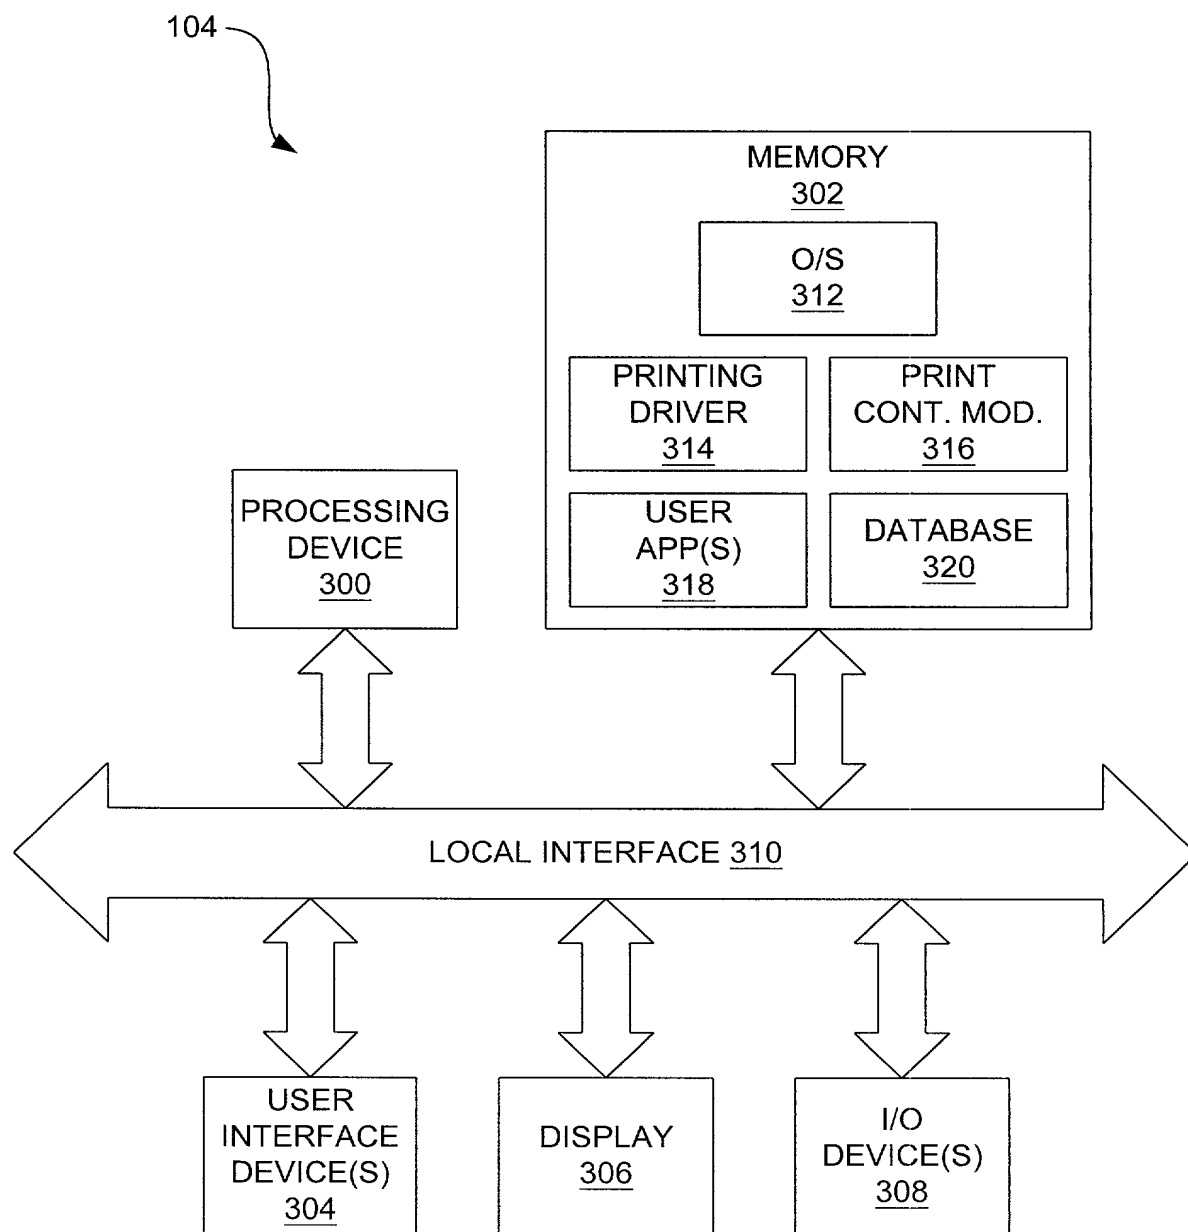 104
MEMORY
302
O/S
312
PRINTING
DRIVER
314
PRINT
CONT. MOD.
316
USER
APP(S)
318
DATABASE
320
PROCESSING
DEVICE
300
LOCAL INTERFACE 310
USER
INTERFACE
DEVICE(S)
304
DISPLAY
306
I/O
DEVICE(S)
308